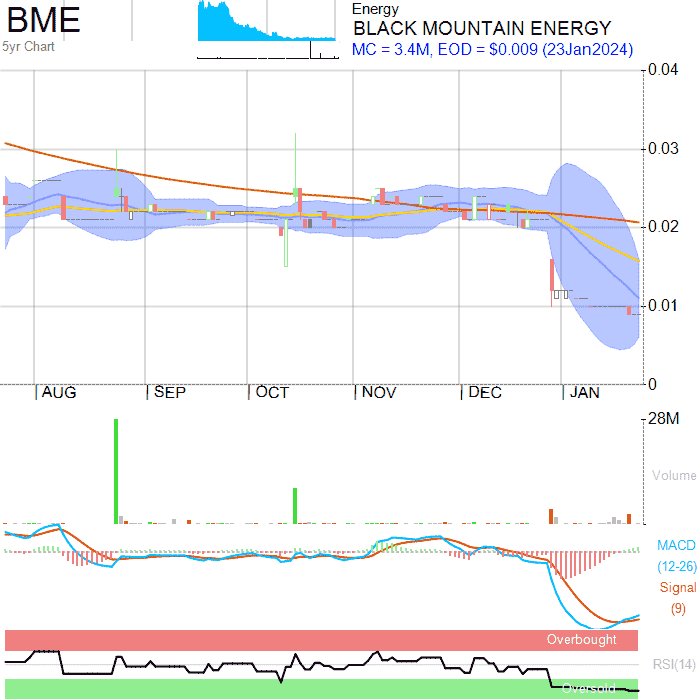 BME
5yr Chart
Energy
BLACK MOUNTAIN ENERGY
MC = 3.4M, EOD = $0.009 (23Jan2024)
0.04
0.03
0.02
0.01
0
AUG SEP OCT NOV DEC JAN
28M
Volume
MACD
(12-26)
Signal
(9)
Overbought
RSI(14)
Oversold